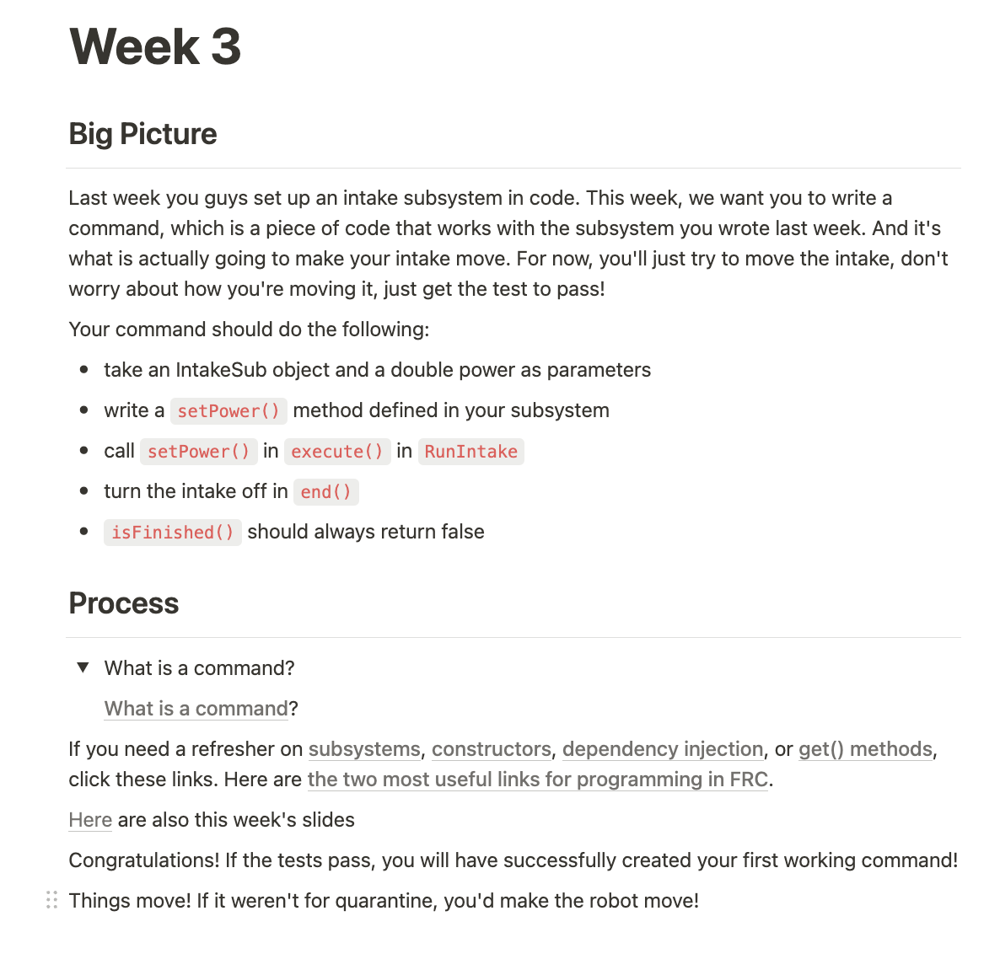 Week 3
Big Picture
Last week you guys set up an intake subsystem in code. This week, we want you to write a
command, which is a piece of code that works with the subsystem you wrote last week. And it's
what is actually going to make your intake move. For now, you'll just try to move the intake, don't
worry about how you're moving it, just get the test to pass!
Your command should do the following:
• take an IntakeSub object and a double power as parameters
• write a setPower() method defined in your subsystem
• call setPower() in execute() in RunIntake
• turn the intake off in end()
• isFinished() should always return false
Process
▼ What is a command?
What is a command?
If you need a refresher on subsystems, constructors, dependency injection, or get() methods,
click these links. Here are the two most useful links for programming in FRC.
Here are also this week's slides
Congratulations! If the tests pass, you will have successfully created your first working command!
Things move! If it weren't for quarantine, you'd make the robot move!